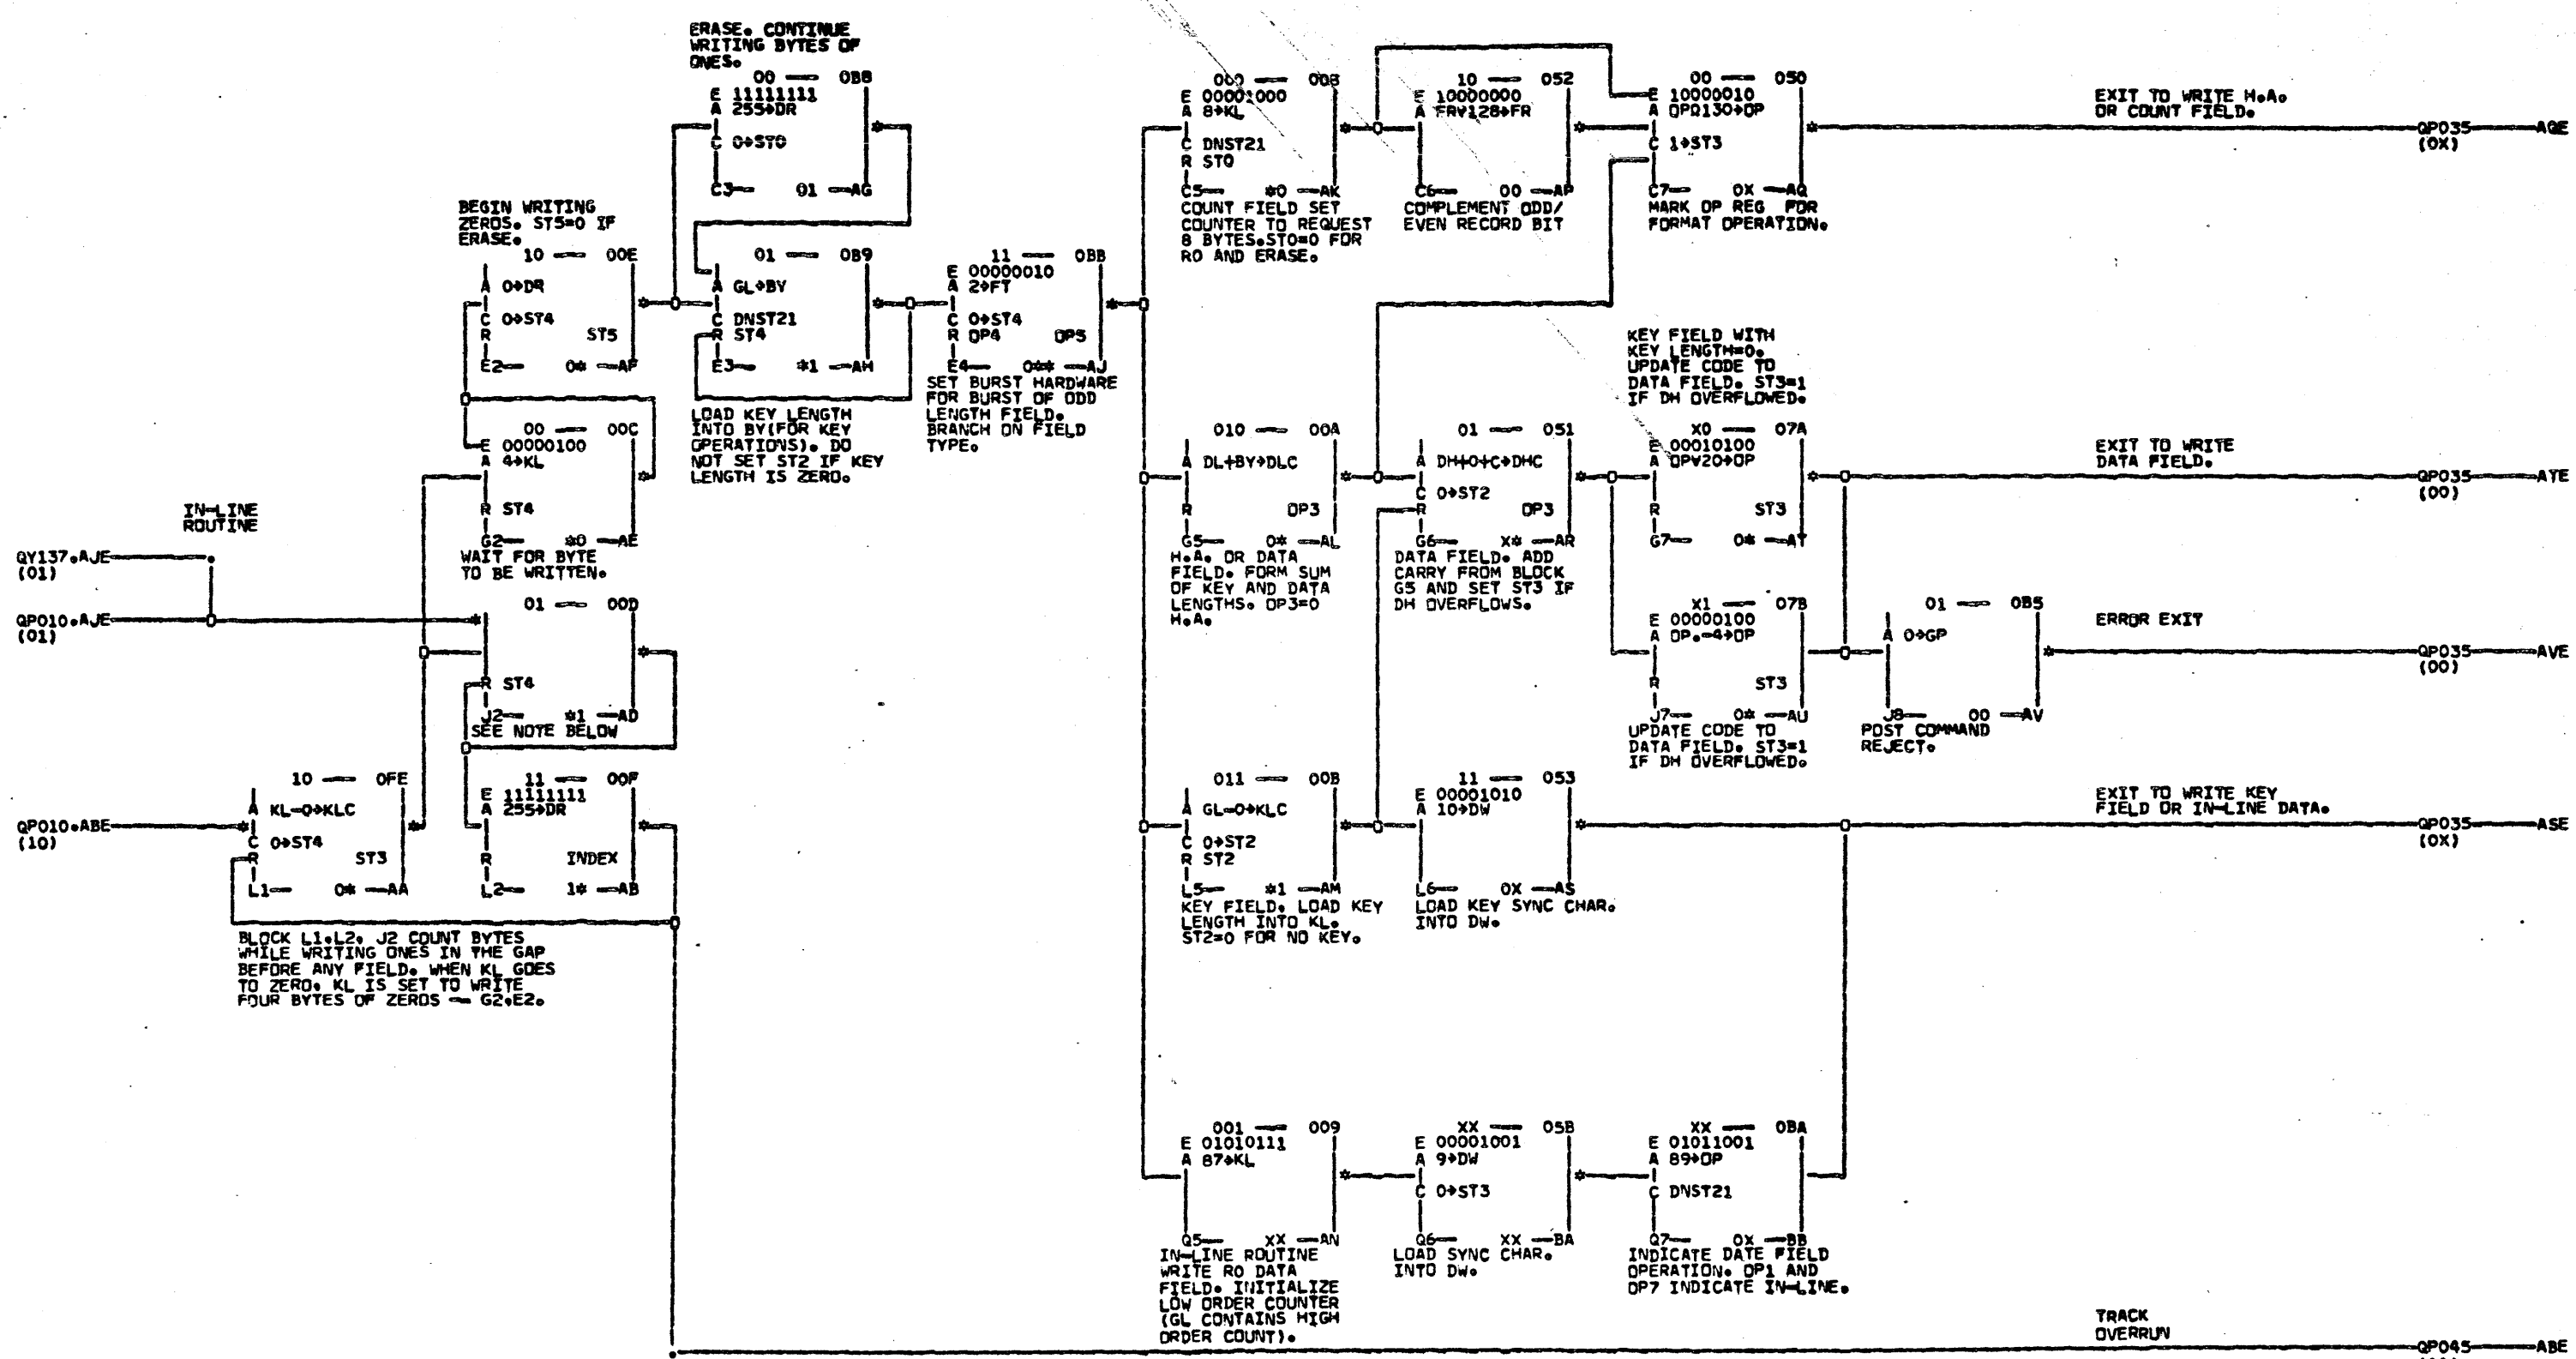 ERASE. CONTINUE
WRITING BYTES OF
ONES.
00 — 0B8
E 11111111
A 255→DR
C 0→ST0
C3— 01 —AG
000 — 008
E 00001000
A 8→KL
C DNST21
R ST0
C5— *0 —AK
COUNT FIELD SET
COUNTER TO REQUEST
8 BYTES.ST0=0 FOR
R0 AND ERASE.
10 — 052
E 10000000
A FR∀128→FR
C6— 00 —AP
COMPLEMENT ODD/
EVEN RECORD BIT
00 — 050
E 10000010
A OPΩ130→OP
C 1→ST3
C7— 0X —AQ
MARK OP REG FOR
FORMAT OPERATION.
EXIT TO WRITE H.A.
OR COUNT FIELD.
QP035—AQE
(0X)
BEGIN WRITING
ZEROS. ST5=0 IF
ERASE.
10 — 00E
A 0→DR
C 0→ST4
R ST5
E2— 0* —AF
01 — 0B9
A GL→BY
C DNST21
R ST4
E3— *1 —AH
LOAD KEY LENGTH
INTO BY(FOR KEY
OPERATIONS). DO
NOT SET ST2 IF KEY
LENGTH IS ZERO.
11 — 0BB
E 00000010
A 2→FT
C 0→ST4
R OP4 OP5
E4— 0** —AJ
SET BURST HARDWARE
FOR BURST OF ODD
LENGTH FIELD.
BRANCH ON FIELD
TYPE.
00 — 00C
E 00000100
A 4→KL
R ST4
G2— *0 —AE
WAIT FOR BYTE
TO BE WRITTEN.
010 — 00A
A DL+BY→DLC
R OP3
G5— 0* —AL
H.A. OR DATA
FIELD. FORM SUM
OF KEY AND DATA
LENGTHS. OP3=0
H.A.
01 — 051
A DH+0+C→DHC
C 0→ST2
R OP3
G6— X* —AR
DATA FIELD. ADD
CARRY FROM BLOCK
G5 AND SET ST3 IF
DH OVERFLOWS.
KEY FIELD WITH
KEY LENGTH=0.
UPDATE CODE TO
DATA FIELD. ST3=1
IF DH OVERFLOWED.
X0 — 07A
E 00010100
A OP∀20→OP
R ST3
G7— 0* —AT
EXIT TO WRITE
DATA FIELD.
QP035—ATE
(00)
IN-LINE
ROUTINE
QY137.AJE
(01)
QP010.AJE
(01)
01 — 00D
R ST4
J2— *1 —AD
SEE NOTE BELOW
X1 — 07B
E 00000100
A OP.-4→OP
R ST3
J7— 0* —AU
UPDATE CODE TO
DATA FIELD. ST3=1
IF DH OVERFLOWED.
01 — 0B5
A 0→GP
J8— 00 —AV
POST COMMAND
REJECT.
ERROR EXIT
QP035—AVE
(00)
QP010.ABE
(10)
10 — 0FE
A KL-0→KLC
C 0→ST4
R ST3
L1— 0* —AA
11 — 00F
E 11111111
A 255→DR
R INDEX
L2— 1* —AB
BLOCK L1.L2. J2 COUNT BYTES
WHILE WRITING ONES IN THE GAP
BEFORE ANY FIELD. WHEN KL GOES
TO ZERO. KL IS SET TO WRITE
FOUR BYTES OF ZEROS — G2.E2.
011 — 00B
A GL-0→KLC
C 0→ST2
R ST2
L5— *1 —AM
KEY FIELD. LOAD KEY
LENGTH INTO KL.
ST2=0 FOR NO KEY.
11 — 053
E 00001010
A 10→DW
L6— 0X —AS
LOAD KEY SYNC CHAR.
INTO DW.
EXIT TO WRITE KEY
FIELD OR IN-LINE DATA.
QP035—ASE
(0X)
001 — 009
E 01010111
A 87→KL
Q5— XX —AN
IN-LINE ROUTINE
WRITE R0 DATA
FIELD. INITIALIZE
LOW ORDER COUNTER
(GL CONTAINS HIGH
ORDER COUNT).
XX — 05B
E 00001001
A 9→DW
C 0→ST3
Q6— XX —BA
LOAD SYNC CHAR.
INTO DW.
XX — 0BA
E 01011001
A 89→OP
C DNST21
Q7— 0X —BB
INDICATE DATE FIELD
OPERATION. OP1 AND
OP7 INDICATE IN-LINE.
TRACK
OVERRUN
QP045—ABE